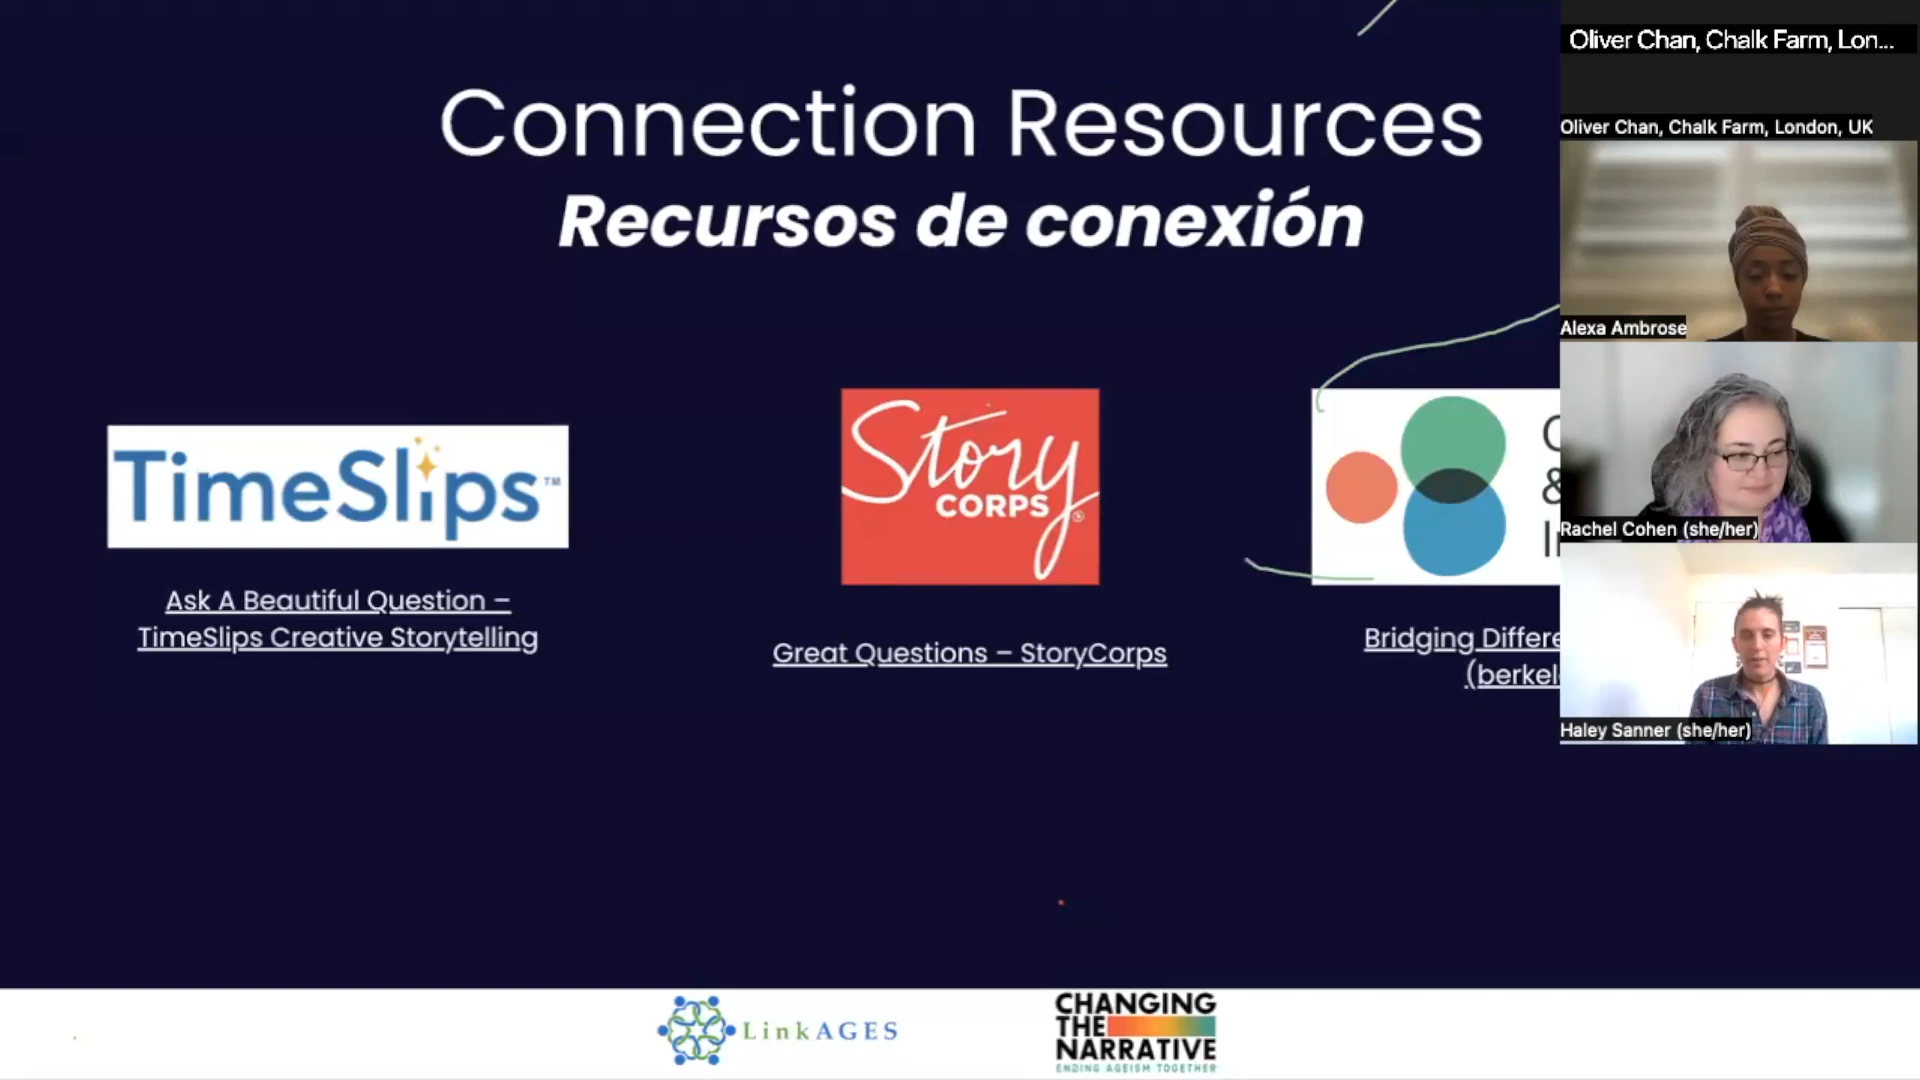 Connection Resources
Recursos de conexión
TimeSlips™
Ask A Beautiful Question –
TimeSlips Creative Storytelling
Story
CORPS®
Great Questions – StoryCorps
&
Bridging
LinkAGES
CHANGING
THE
NARRATIVE
ENDING AGEISM TOGETHER
Oliver Chan, Chalk Farm, Lon...
Oliver Chan, Chalk Farm, London, UK
Alexa Ambrose
Rachel Cohen (she/her)
Haley Sanner (she/her)